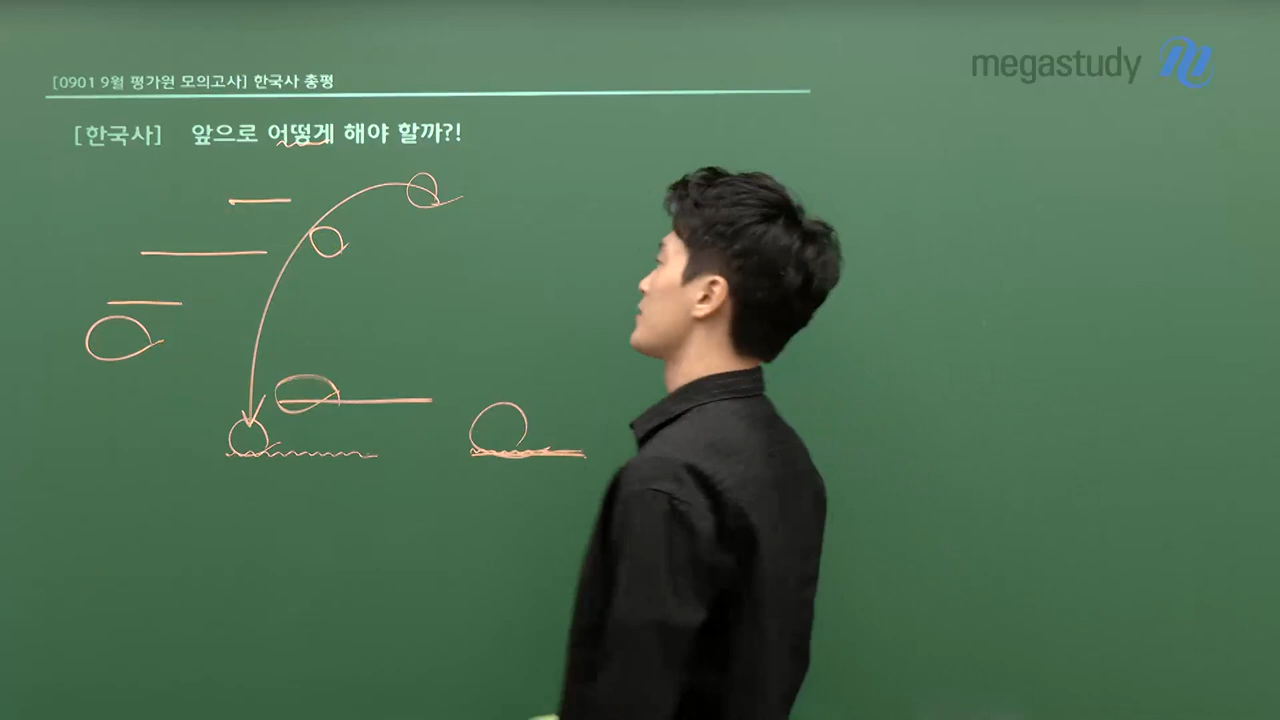 megastudy
[0901 9월 평가원 모의고사] 한국사 총평
[한국사] 앞으로 어떻게 해야 할까?!